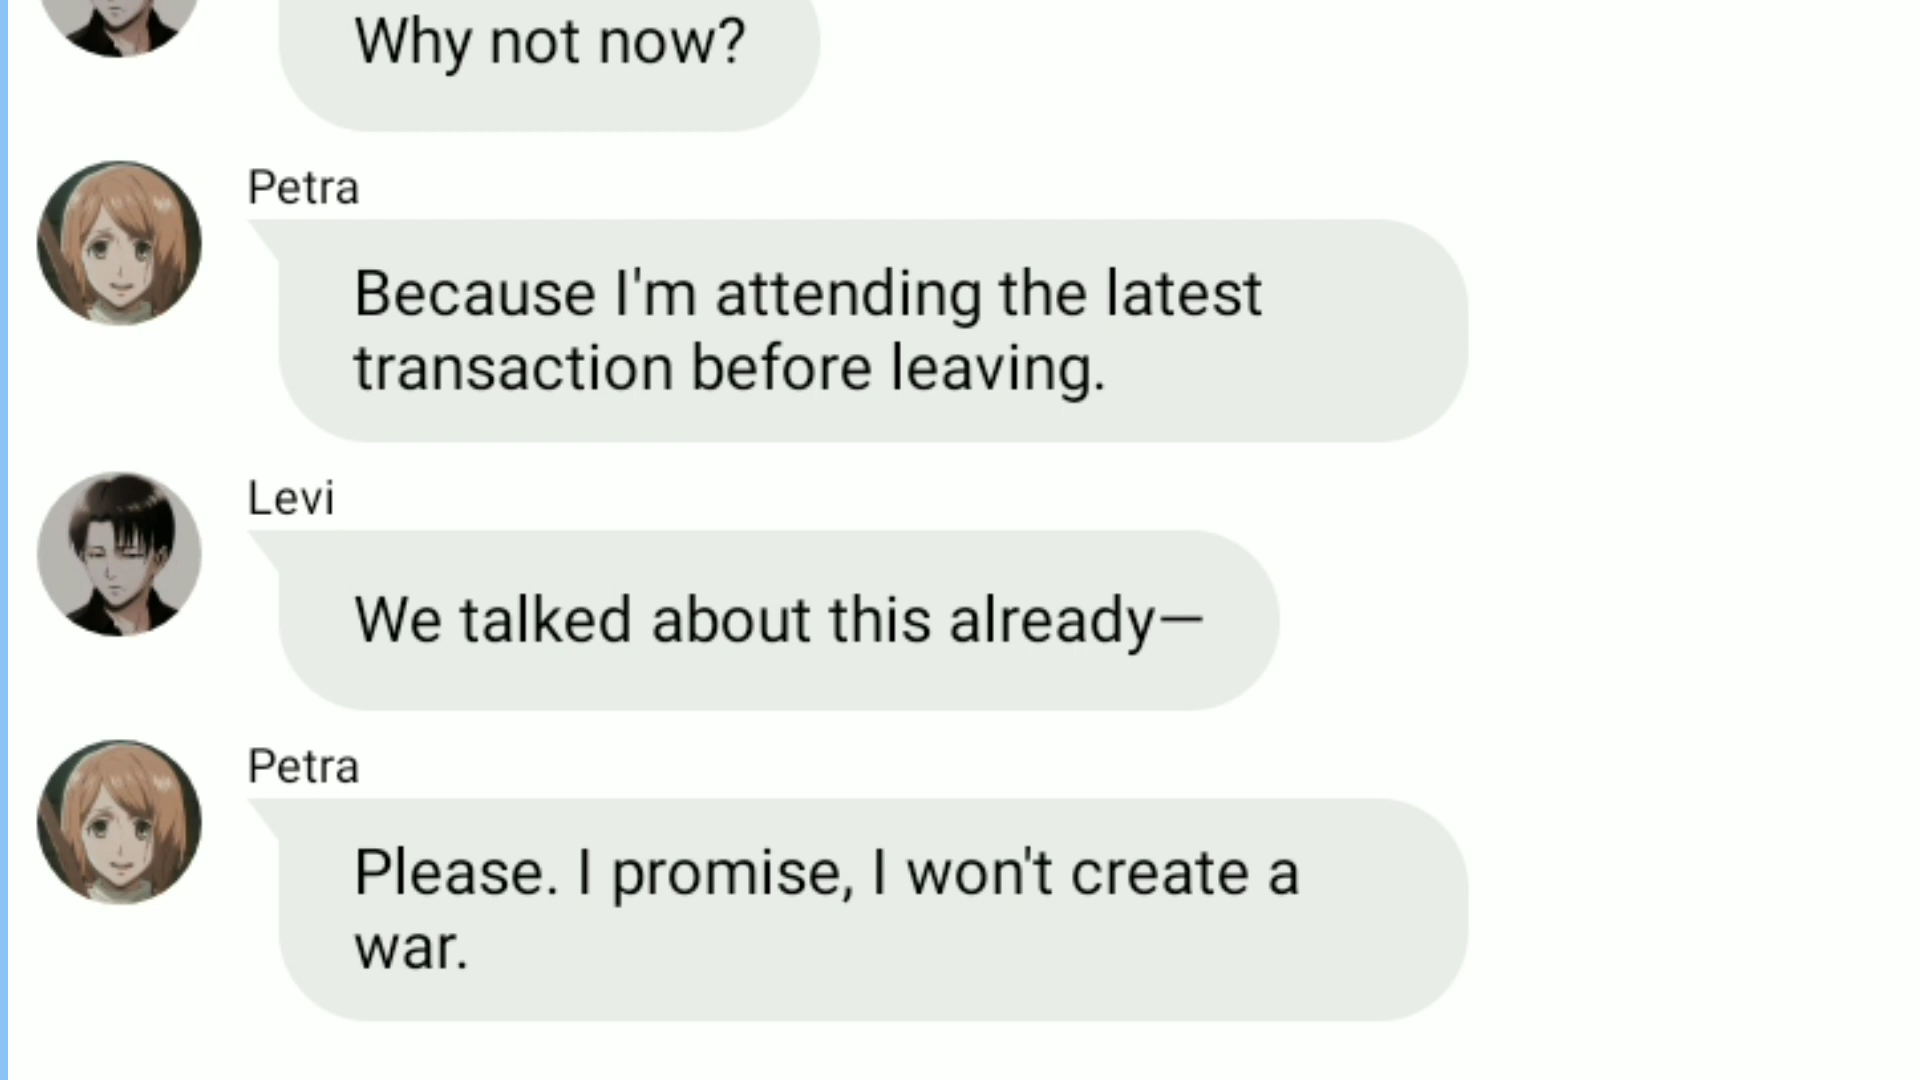 Why not now?
Petra
Because I'm attending the latest
transaction before leaving.
Levi
We talked about this already—
Petra
Please. I promise, I won't create a
war.